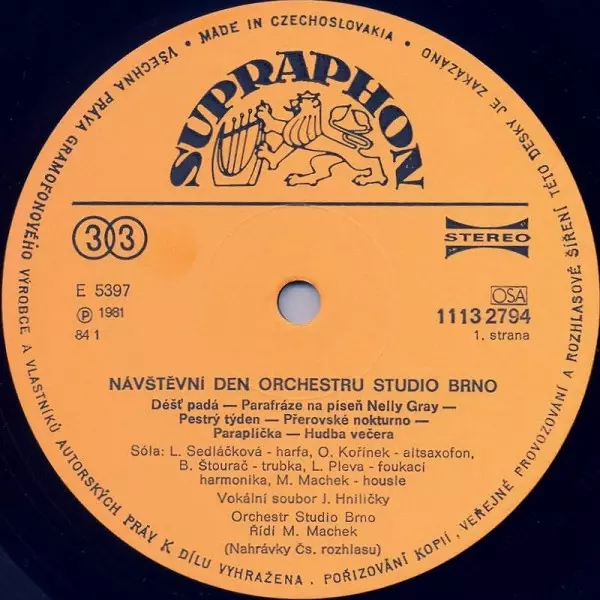 • MADE IN CZECHOSLOVAKIA •
VŠECHNA PRÁVA GRAMOFONOVÉHO VÝROBCE A VLASTNÍKŮ AUTORSKÝCH PRÁV K DÍLU VYHRAŽENA. POŘIZOVÁNÍ KOPIÍ, VEŘEJNÉ PROVOZOVÁNÍ A ROZHLASOVÉ ŠÍŘENÍ TÉTO DESKY JE ZAKÁZÁNO
SUPRAPHON
33
STEREO
E 5397
Ⓟ 1981
84 1
OSA
1113 2794
1. strana
NÁVŠTĚVNÍ DEN ORCHESTRU STUDIO BRNO
Déšť padá — Parafráze na píseň Nelly Gray —
Pestrý týden — Přerovské nokturno —
Paraplíčka — Hudba večera
Sóla: L. Sedláčková - harfa, O. Kořínek - altsaxofon,
B. Štourač - trubka, L. Pleva - foukací
harmonika, M. Machek - housle
Vokální soubor J. Hniličky
Orchestr Studio Brno
Řídí M. Machek
(Nahrávky Čs. rozhlasu)